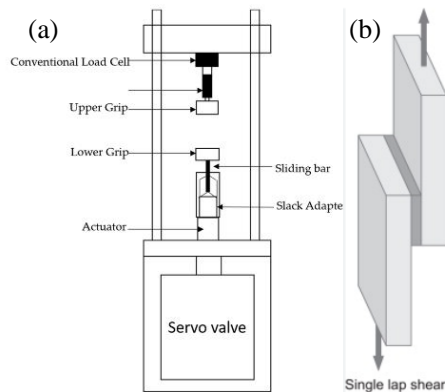 (a)
Conventional Load Cell
Upper Grip
Lower Grip
Sliding bar
Slack Adapte
Actuator
Servo valve
(b)
Single lap shear